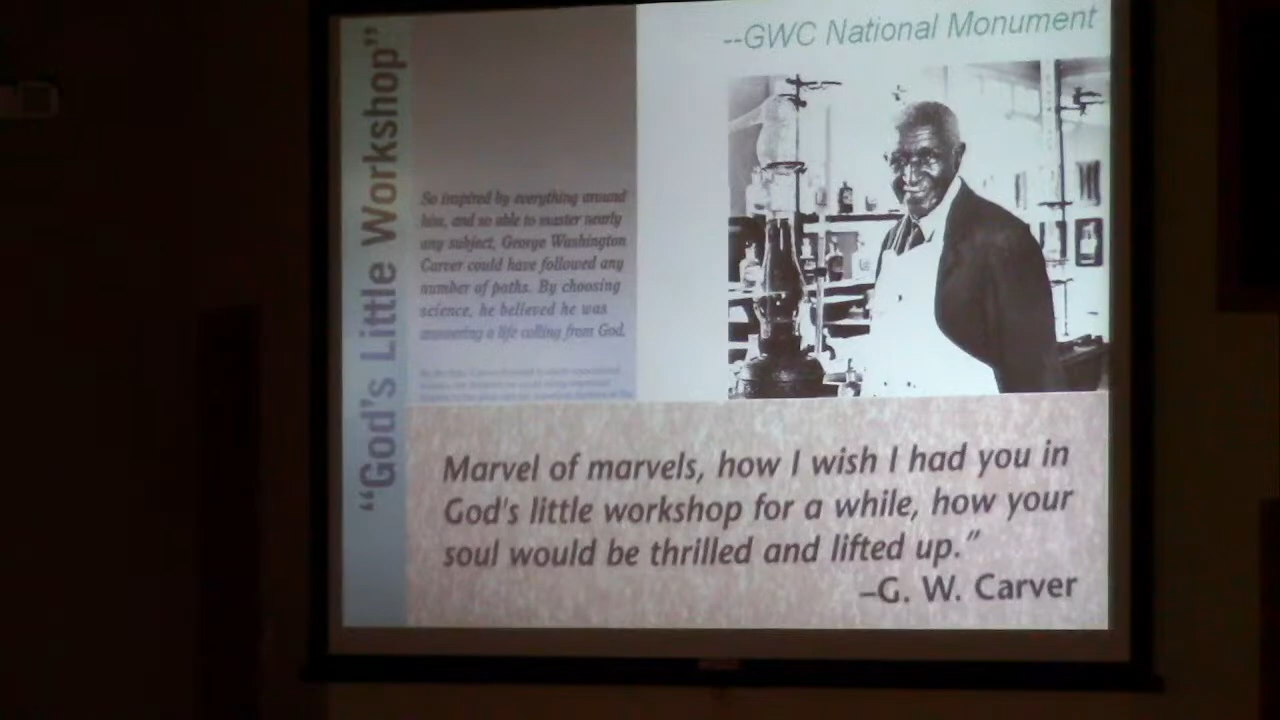 --GWC National Monument
"God's Little Workshop"
So inspired by everything around
him, and so able to master nearly
any subject, George Washington
Carver could have followed any
number of paths. By choosing
science, he believed he was
answering a life calling from God.
Marvel of marvels, how I wish I had you in
God's little workshop for a while, how your
soul would be thrilled and lifted up."
–G. W. Carver